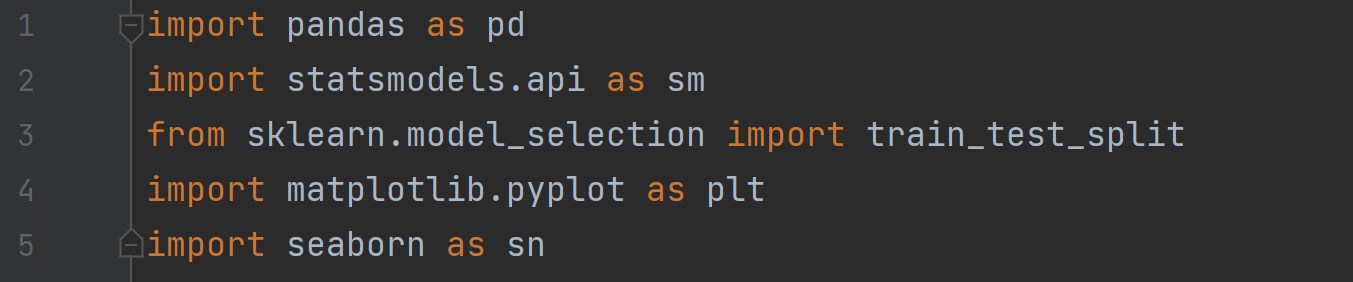 1 import pandas as pd
2 import statsmodels.api as sm
3 from sklearn.model_selection import train_test_split
4 import matplotlib.pyplot as plt
5 import seaborn as sn